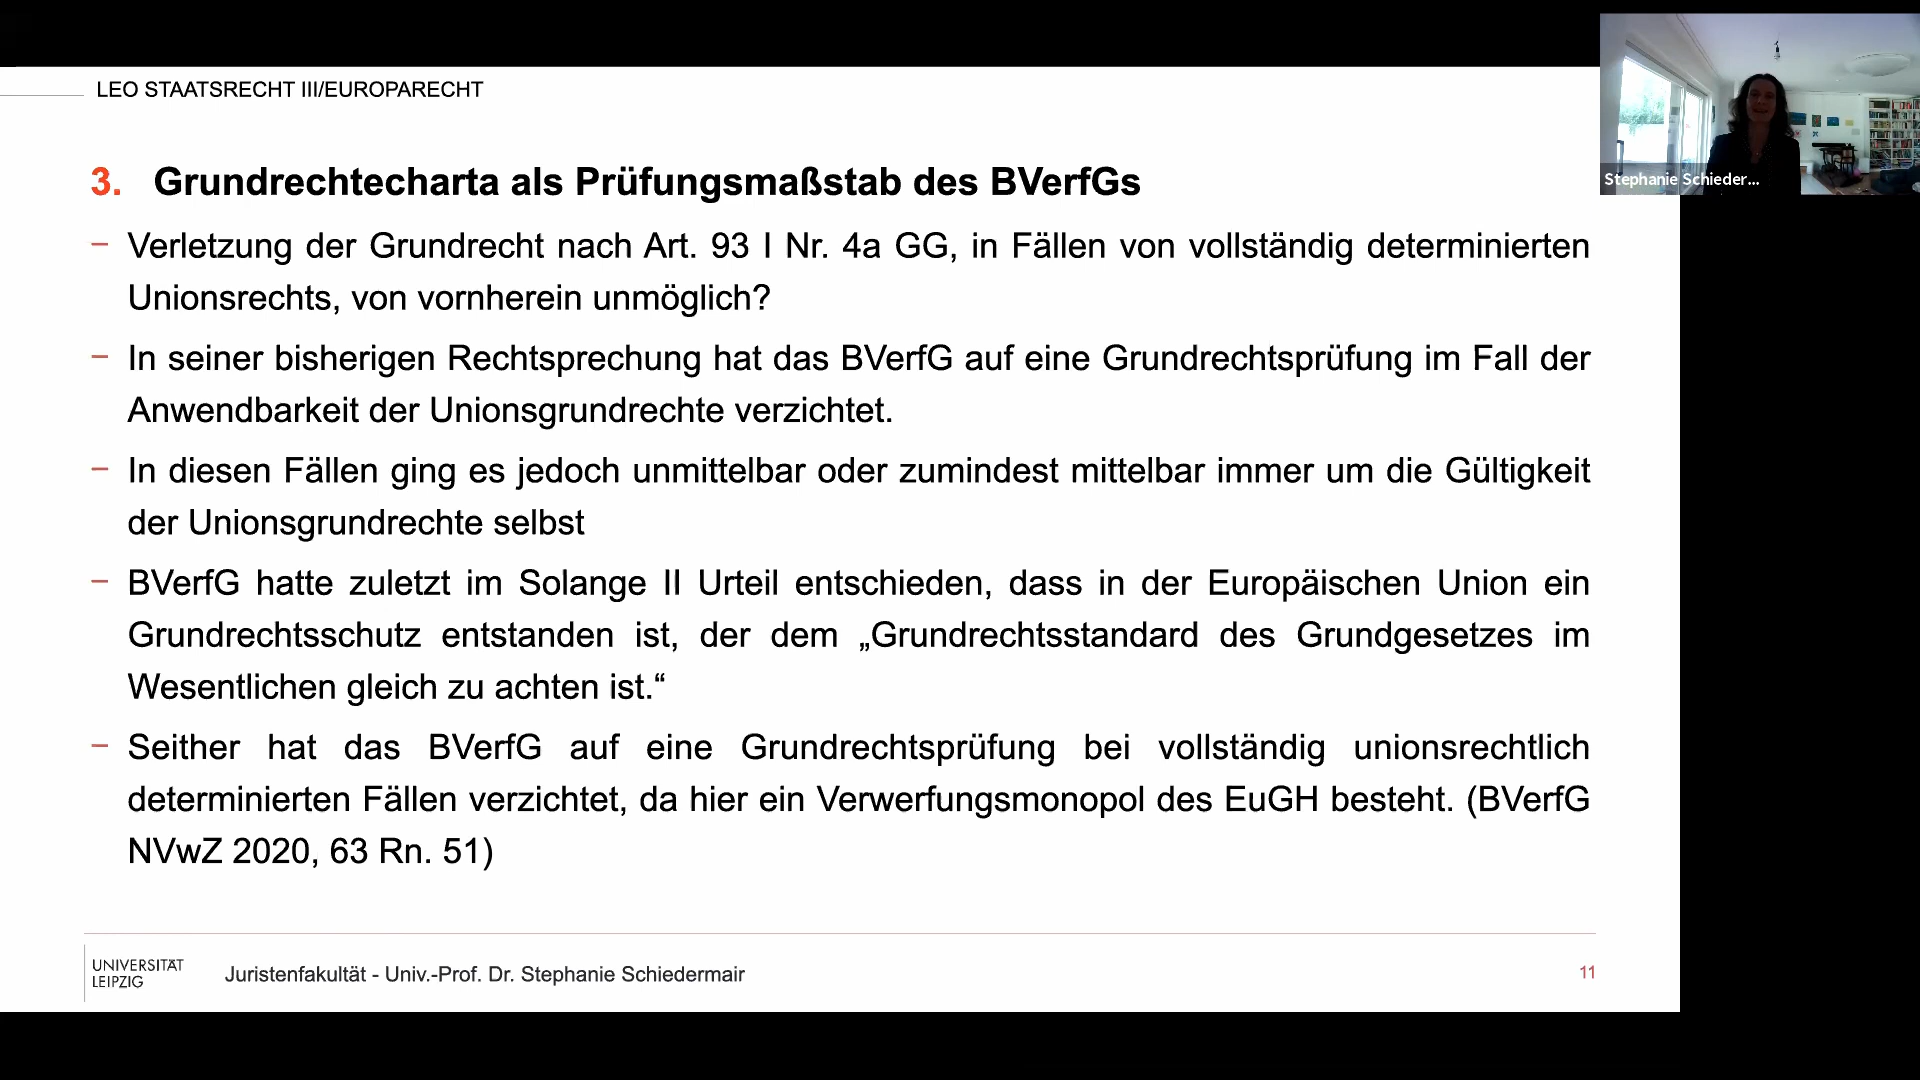 LEO STAATSRECHT III/EUROPARECHT
Stephanie Schieder...
3. Grundrechtecharta als Prüfungsmaßstab des BVerfGs
– Verletzung der Grundrecht nach Art. 93 I Nr. 4a GG, in Fällen von vollständig determinierten
Unionsrechts, von vornherein unmöglich?
– In seiner bisherigen Rechtsprechung hat das BVerfG auf eine Grundrechtsprüfung im Fall der
Anwendbarkeit der Unionsgrundrechte verzichtet.
– In diesen Fällen ging es jedoch unmittelbar oder zumindest mittelbar immer um die Gültigkeit
der Unionsgrundrechte selbst
– BVerfG hatte zuletzt im Solange II Urteil entschieden, dass in der Europäischen Union ein
Grundrechtsschutz entstanden ist, der dem „Grundrechtsstandard des Grundgesetzes im
Wesentlichen gleich zu achten ist.“
– Seither hat das BVerfG auf eine Grundrechtsprüfung bei vollständig unionsrechtlich
determinierten Fällen verzichtet, da hier ein Verwerfungsmonopol des EuGH besteht. (BVerfG
NVwZ 2020, 63 Rn. 51)
UNIVERSITÄT
LEIPZIG
Juristenfakultät - Univ.-Prof. Dr. Stephanie Schiedermair
11